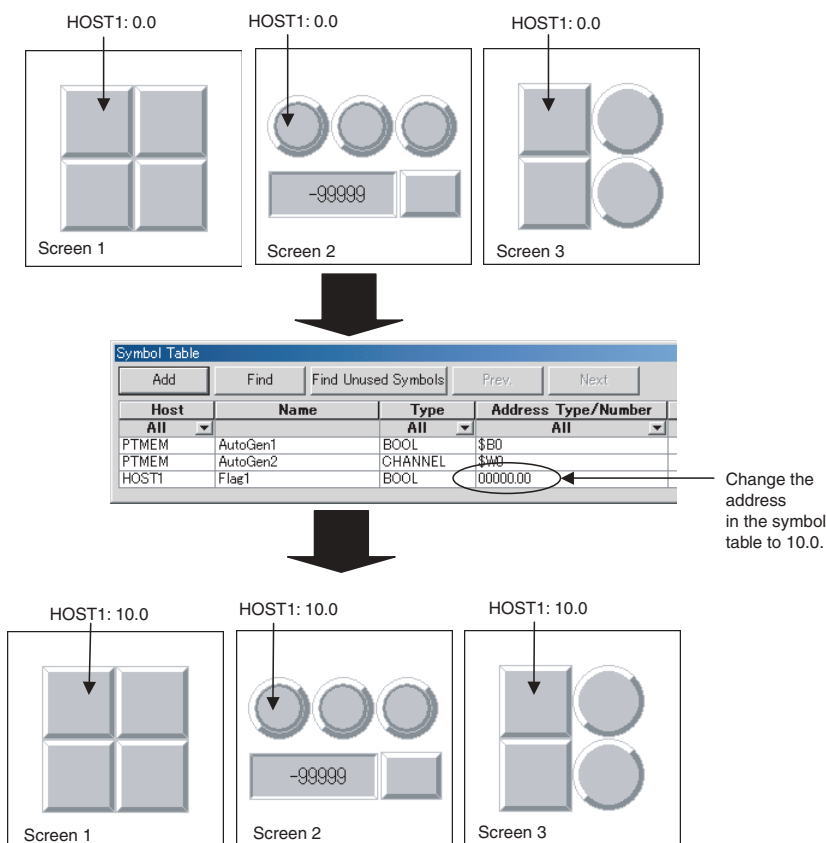 HOST1: 0.0
HOST1: 0.0
HOST1: 0.0
-99999
Screen 1
Screen 2
Screen 3
Symbol Table
Add Find Find Unused Symbols Prev. Next
Host Name Type Address Type/Number
All All All
PTMEM AutoGen1 BOOL $B0
PTMEM AutoGen2 CHANNEL $W0
HOST1 Flag1 BOOL 00000.00
Change the
address
in the symbol
table to 10.0.
HOST1: 10.0
HOST1: 10.0
HOST1: 10.0
-99999
Screen 1
Screen 2
Screen 3